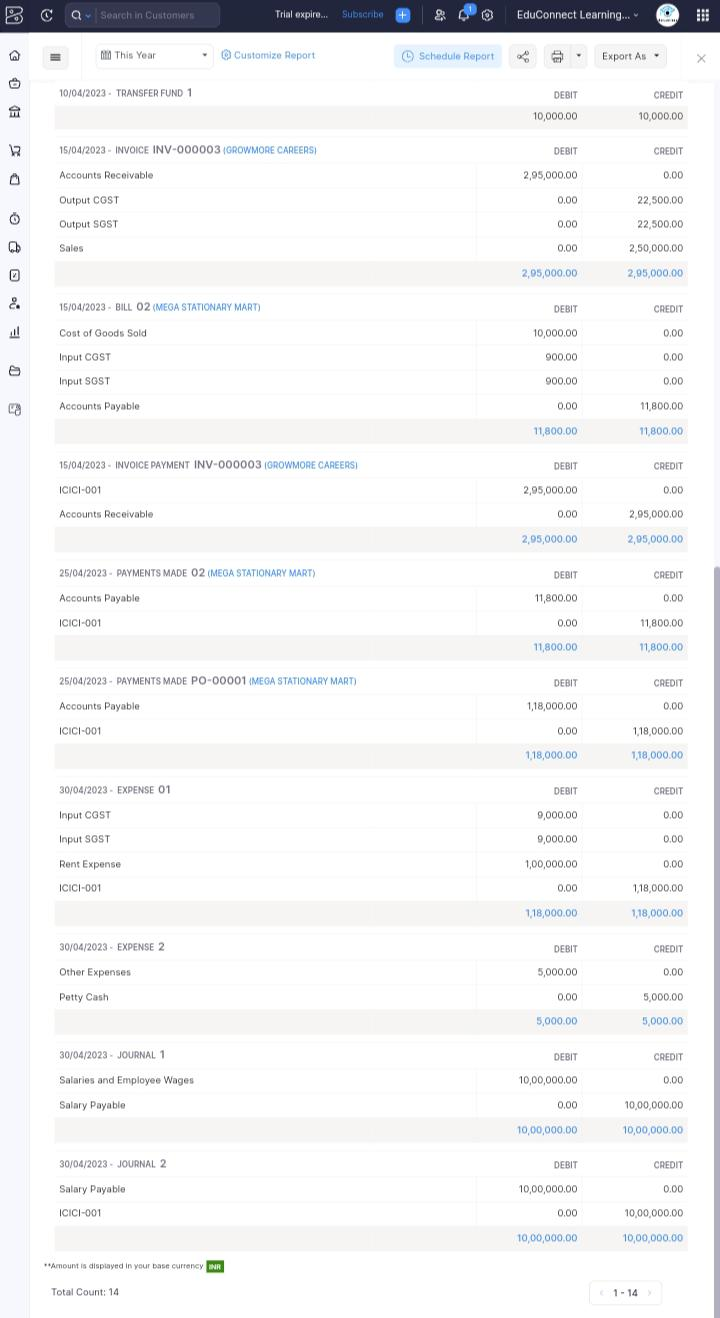 Search in Customers Trial expire... Subscribe 1 EduConnect Learning...
This Year Customize Report Schedule Report Export As
10/04/2023 - TRANSFER FUND 1 DEBIT CREDIT
10,000.00 10,000.00
15/04/2023 - INVOICE INV-000003 (GROWMORE CAREERS) DEBIT CREDIT
Accounts Receivable 2,95,000.00 0.00
Output CGST 0.00 22,500.00
Output SGST 0.00 22,500.00
Sales 0.00 2,50,000.00
2,95,000.00 2,95,000.00
15/04/2023 - BILL 02 (MEGA STATIONARY MART) DEBIT CREDIT
Cost of Goods Sold 10,000.00 0.00
Input CGST 900.00 0.00
Input SGST 900.00 0.00
Accounts Payable 0.00 11,800.00
11,800.00 11,800.00
15/04/2023 - INVOICE PAYMENT INV-000003 (GROWMORE CAREERS) DEBIT CREDIT
ICICI-001 2,95,000.00 0.00
Accounts Receivable 0.00 2,95,000.00
2,95,000.00 2,95,000.00
25/04/2023 - PAYMENTS MADE 02 (MEGA STATIONARY MART) DEBIT CREDIT
Accounts Payable 11,800.00 0.00
ICICI-001 0.00 11,800.00
11,800.00 11,800.00
25/04/2023 - PAYMENTS MADE PO-00001 (MEGA STATIONARY MART) DEBIT CREDIT
Accounts Payable 1,18,000.00 0.00
ICICI-001 0.00 1,18,000.00
1,18,000.00 1,18,000.00
30/04/2023 - EXPENSE 01 DEBIT CREDIT
Input CGST 9,000.00 0.00
Input SGST 9,000.00 0.00
Rent Expense 1,00,000.00 0.00
ICICI-001 0.00 1,18,000.00
1,18,000.00 1,18,000.00
30/04/2023 - EXPENSE 2 DEBIT CREDIT
Other Expenses 5,000.00 0.00
Petty Cash 0.00 5,000.00
5,000.00 5,000.00
30/04/2023 - JOURNAL 1 DEBIT CREDIT
Salaries and Employee Wages 10,00,000.00 0.00
Salary Payable 0.00 10,00,000.00
10,00,000.00 10,00,000.00
30/04/2023 - JOURNAL 2 DEBIT CREDIT
Salary Payable 10,00,000.00 0.00
ICICI-001 0.00 10,00,000.00
10,00,000.00 10,00,000.00
**Amount is displayed in your base currency INR
Total Count: 14 1 - 14